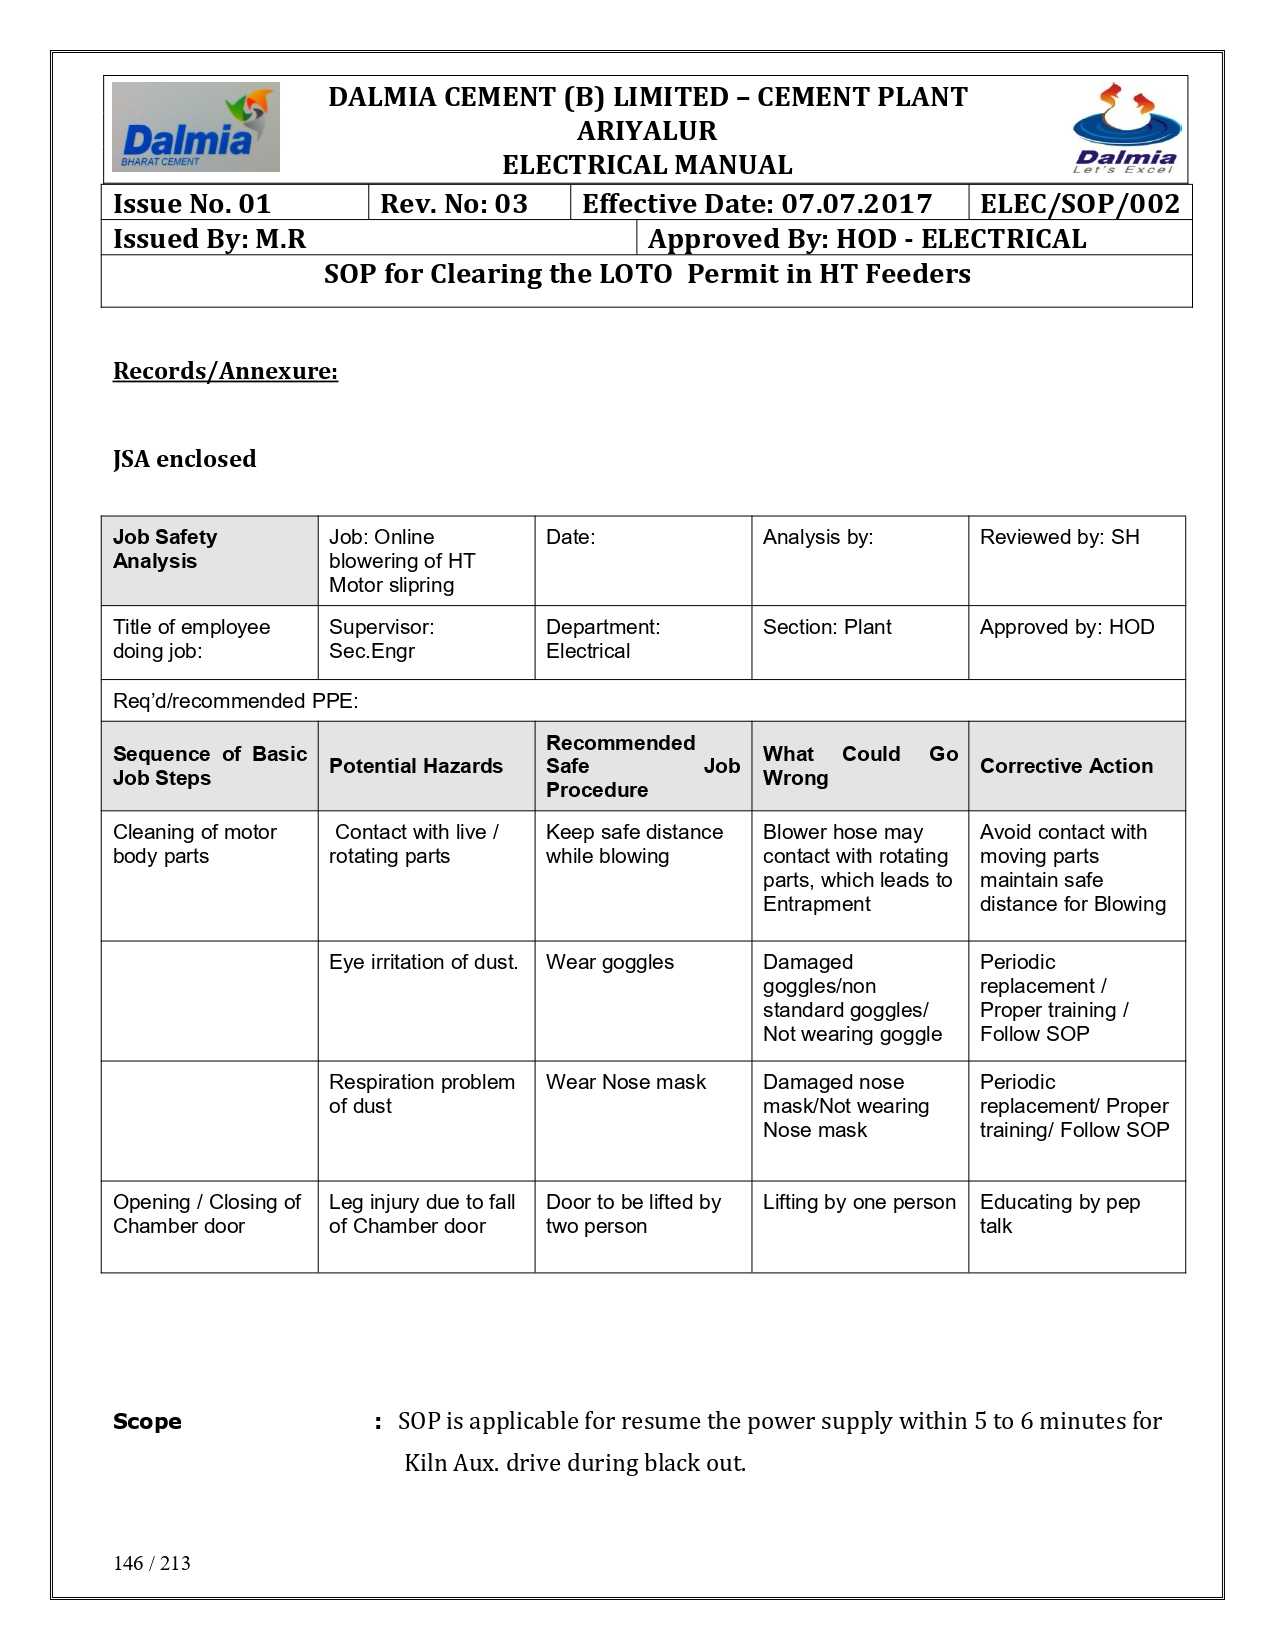 Dalmia
BHARAT CEMENT
DALMIA CEMENT (B) LIMITED – CEMENT PLANT
ARIYALUR
ELECTRICAL MANUAL
Dalmia
Let's Excel
Issue No. 01 Rev. No: 03 Effective Date: 07.07.2017 ELEC/SOP/002
Issued By: M.R Approved By: HOD - ELECTRICAL
SOP for Clearing the LOTO Permit in HT Feeders
Records/Annexure:
JSA enclosed
Job Safety
Analysis
Job: Online
blowering of HT
Motor slipring
Date:
Analysis by:
Reviewed by: SH
Title of employee
doing job:
Supervisor:
Sec.Engr
Department:
Electrical
Section: Plant
Approved by: HOD
Req’d/recommended PPE:
Sequence of Basic
Job Steps
Potential Hazards
Recommended
Safe Job
Procedure
What Could Go
Wrong
Corrective Action
Cleaning of motor
body parts
Contact with live /
rotating parts
Keep safe distance
while blowing
Blower hose may
contact with rotating
parts, which leads to
Entrapment
Avoid contact with
moving parts
maintain safe
distance for Blowing
Eye irritation of dust.
Wear goggles
Damaged
goggles/non
standard goggles/
Not wearing goggle
Periodic
replacement /
Proper training /
Follow SOP
Respiration problem
of dust
Wear Nose mask
Damaged nose
mask/Not wearing
Nose mask
Periodic
replacement/ Proper
training/ Follow SOP
Opening / Closing of
Chamber door
Leg injury due to fall
of Chamber door
Door to be lifted by
two person
Lifting by one person
Educating by pep
talk
Scope : SOP is applicable for resume the power supply within 5 to 6 minutes for
Kiln Aux. drive during black out.
146 / 213